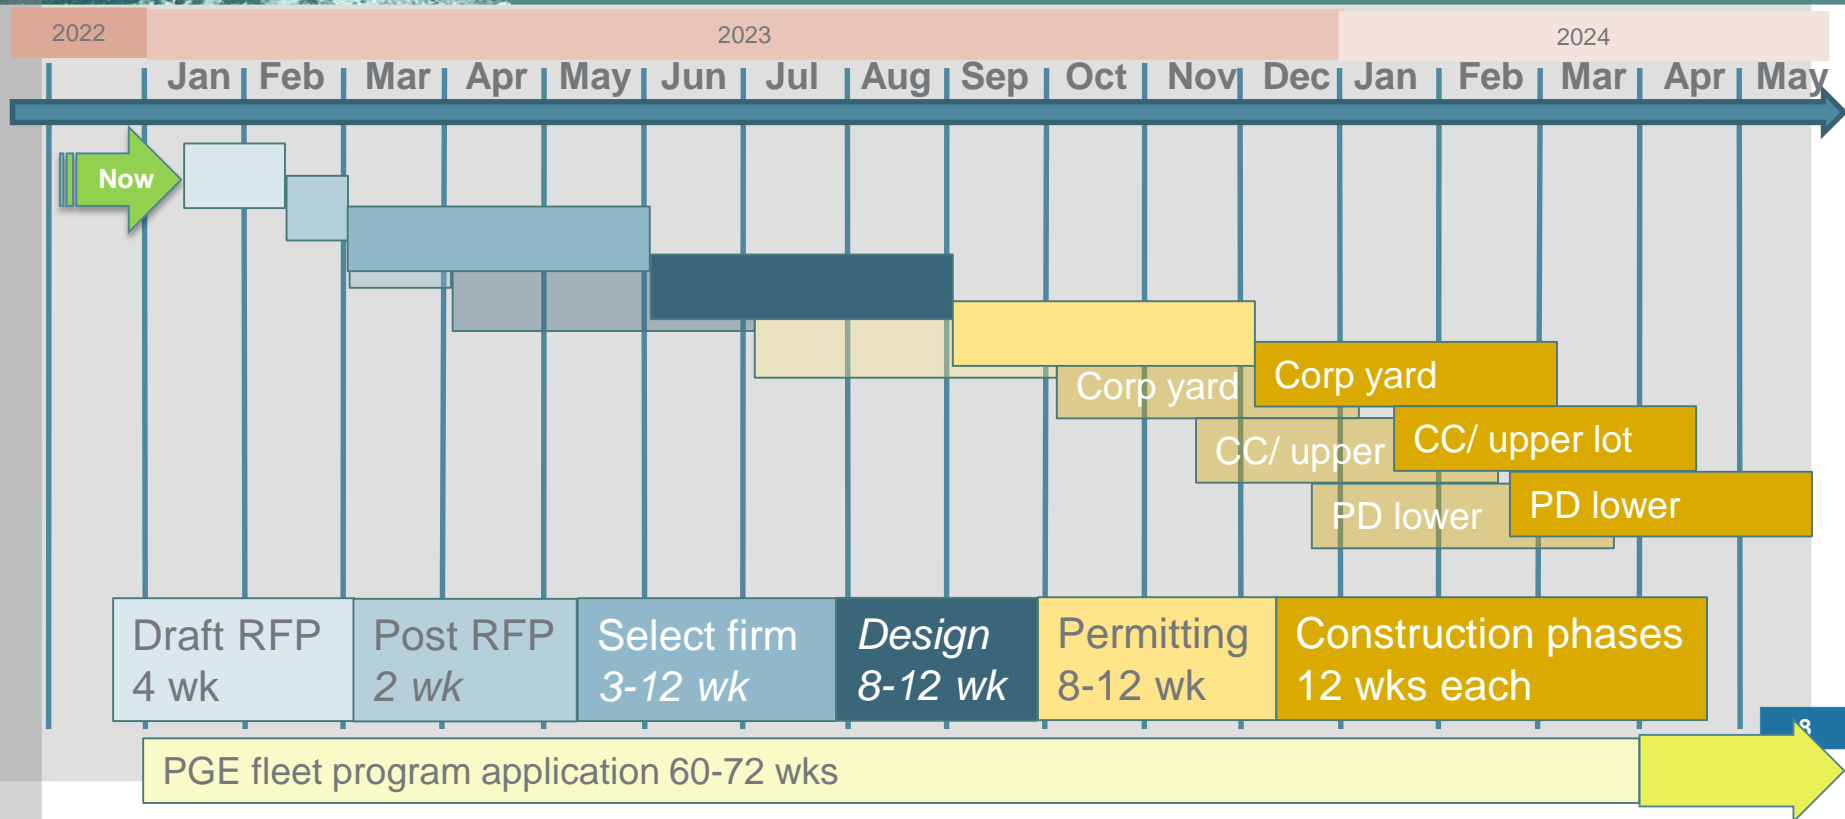 2022
2023
2024
Jan Feb Mar Apr May Jun Jul Aug Sep Oct Nov Dec Jan Feb Mar Apr May
Now
Corp yard
Corp yard
CC/ upper
CC/ upper lot
PD lower
PD lower
Draft RFP
4 wk
Post RFP
2 wk
Select firm
3-12 wk
Design
8-12 wk
Permitting
8-12 wk
Construction phases
12 wks each
8
PGE fleet program application 60-72 wks